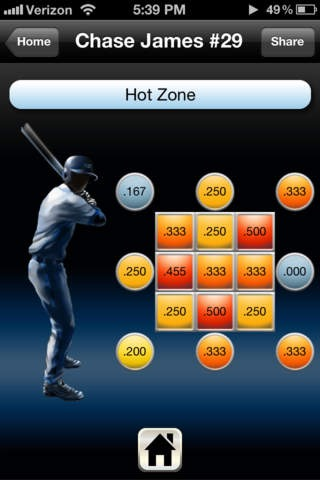 Verizon 5:39 PM 49%
Home Chase James #29 Share
Hot Zone
.167 .250 .333
.333 .250 .500
.250 .455 .333 .333 .000
.250 .500 .250
.200 .333 .333